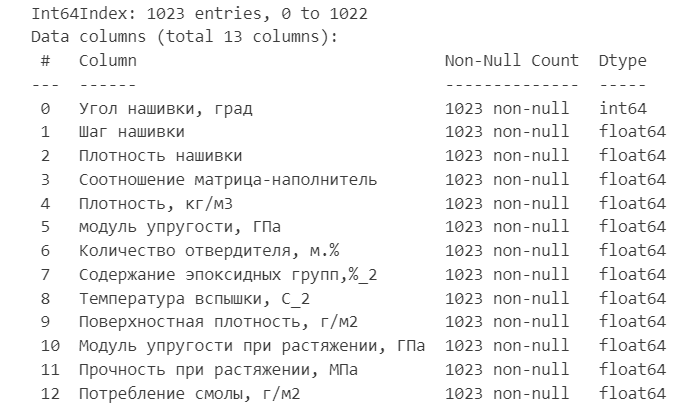 Int64Index: 1023 entries, 0 to 1022
Data columns (total 13 columns):
 #   Column                                Non-Null Count  Dtype
---  ------                                --------------  -----
 0   Угол нашивки, град                    1023 non-null   int64
 1   Шаг нашивки                           1023 non-null   float64
 2   Плотность нашивки                     1023 non-null   float64
 3   Соотношение матрица-наполнитель       1023 non-null   float64
 4   Плотность, кг/м3                      1023 non-null   float64
 5   модуль упругости, ГПа                 1023 non-null   float64
 6   Количество отвердителя, м.%           1023 non-null   float64
 7   Содержание эпоксидных групп,%_2       1023 non-null   float64
 8   Температура вспышки, С_2              1023 non-null   float64
 9   Поверхностная плотность, г/м2         1023 non-null   float64
 10  Модуль упругости при растяжении, ГПа  1023 non-null   float64
 11  Прочность при растяжении, МПа         1023 non-null   float64
 12  Потребление смолы, г/м2               1023 non-null   float64